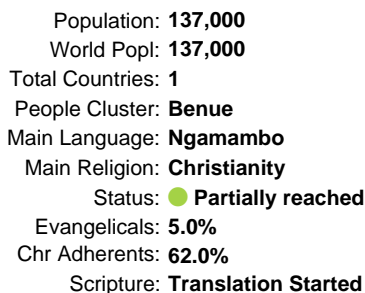 Population: 137,000
World Popl: 137,000
Total Countries: 1
People Cluster: Benue
Main Language: Ngamambo
Main Religion: Christianity
Status: Partially reached
Evangelicals: 5.0%
Chr Adherents: 62.0%
Scripture: Translation Started